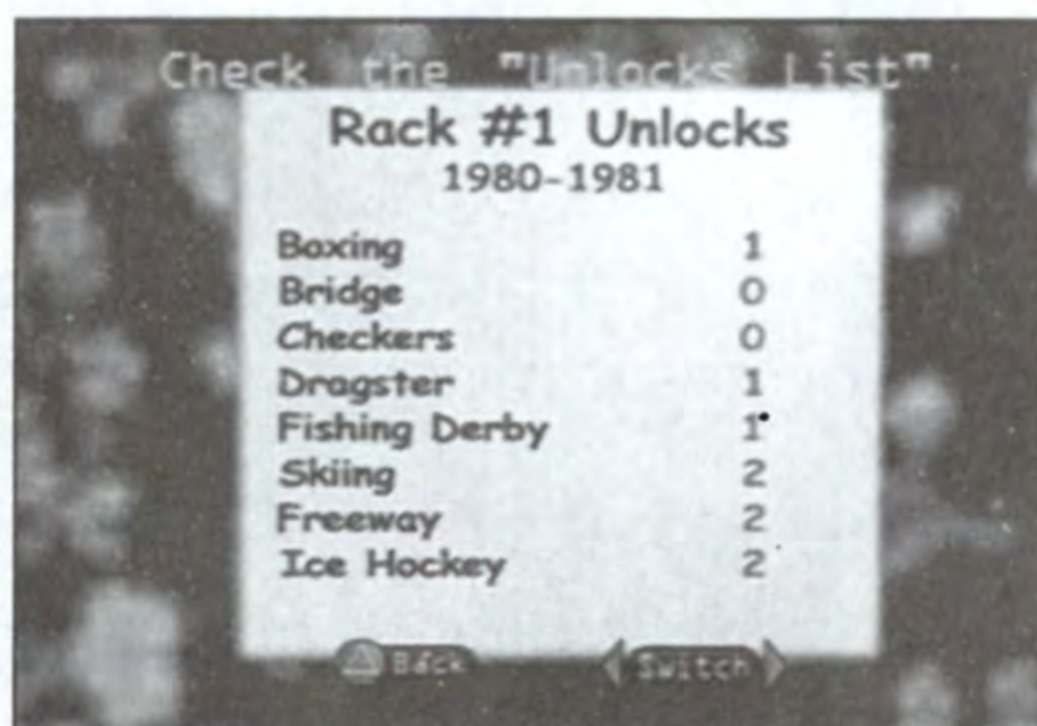 Check the "Unlocks List"
Rack #1 Unlocks
1980-1981
Boxing 1
Bridge 0
Checkers 0
Dragster 1
Fishing Derby 1
Skiing 2
Freeway 2
Ice Hockey 2
Back Switch